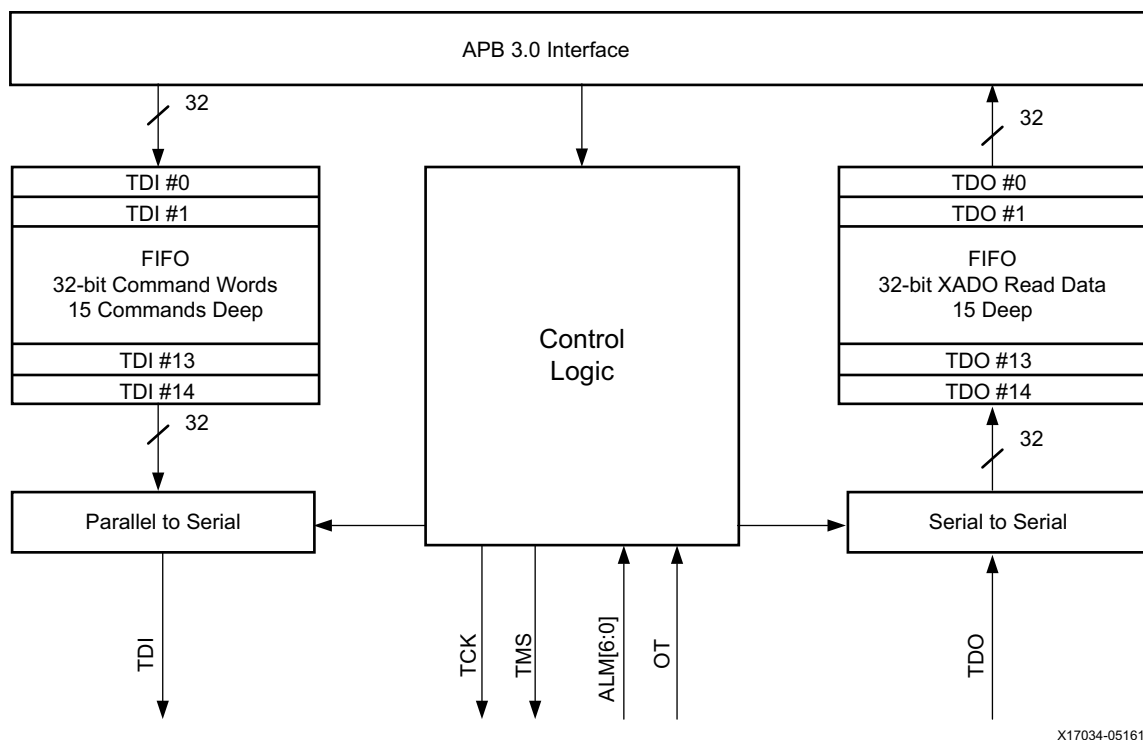 APB 3.0 Interface
32
32
TDI #0
TDI #1
FIFO
32-bit Command Words
15 Commands Deep
TDI #13
TDI #14
Control
Logic
TDO #0
TDO #1
FIFO
32-bit XADO Read Data
15 Deep
TDO #13
TDO #14
32
32
Parallel to Serial
Serial to Serial
TDI
TCK
TMS
ALM[6:0]
OT
TDO
X17034-05161